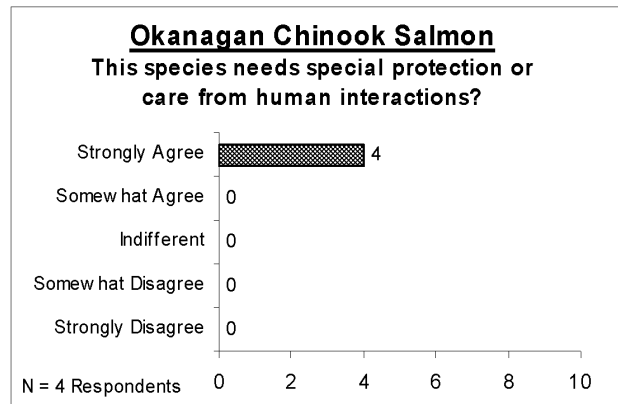 Okanagan Chinook Salmon
This species needs special protection or
care from human interactions?
Strongly Agree 4
Somew hat Agree 0
Indifferent 0
Somew hat Disagree 0
Strongly Disagree 0
0 2 4 6 8 10
N = 4 Respondents